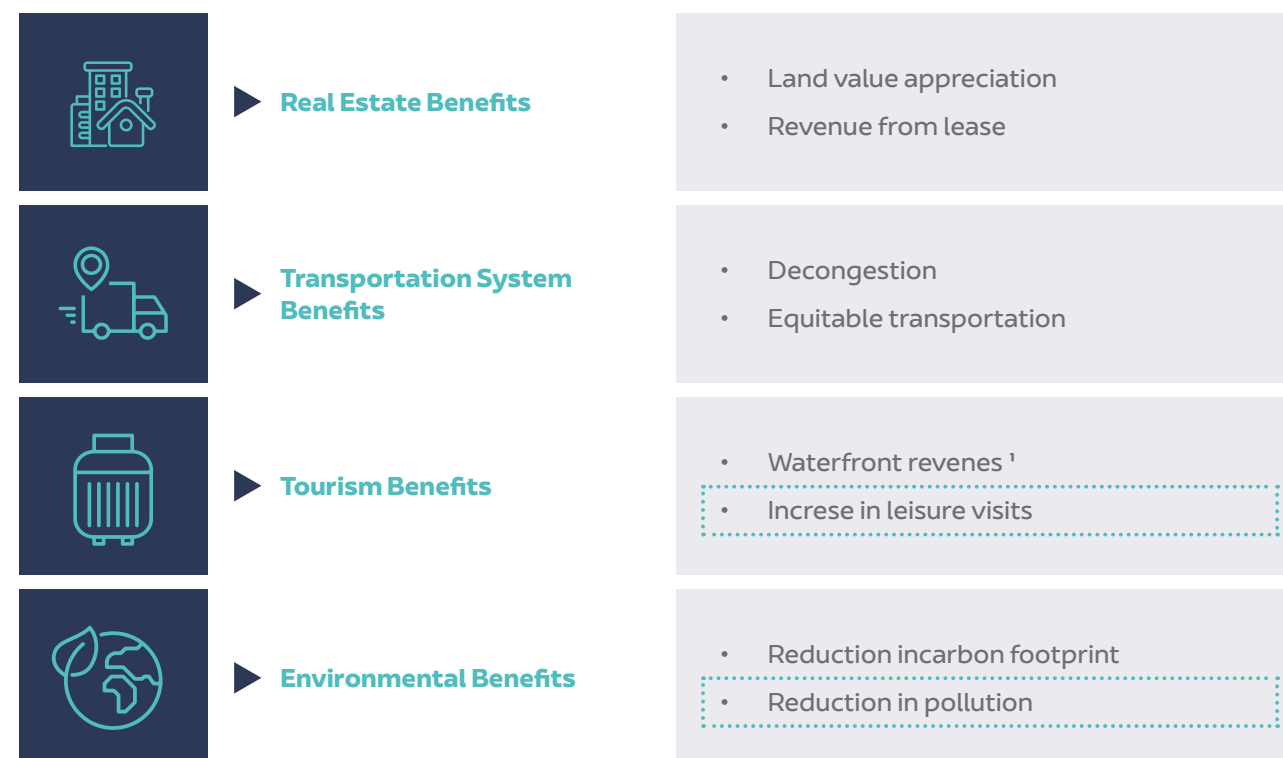 Real Estate Benefits
• Land value appreciation
• Revenue from lease
Transportation System
Benefits
• Decongestion
• Equitable transportation
Tourism Benefits
• Waterfront revenes ¹
• Increse in leisure visits
Environmental Benefits
• Reduction incarbon footprint
• Reduction in pollution